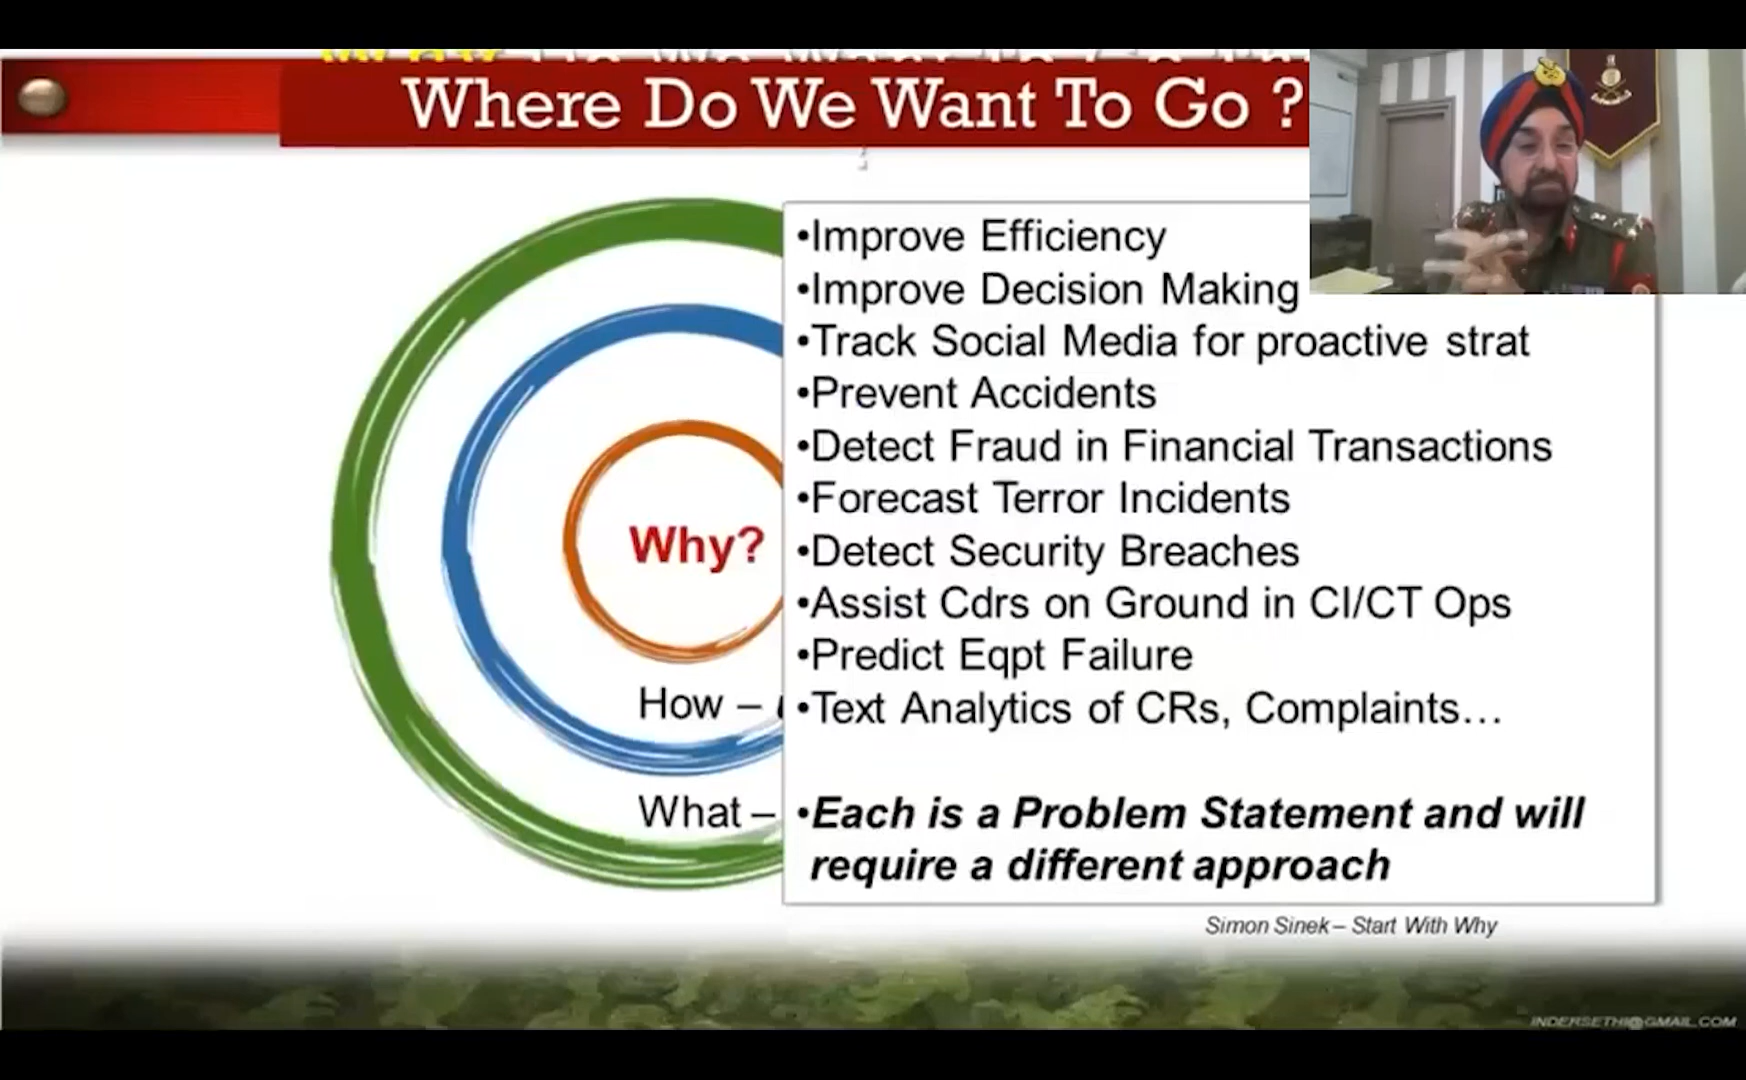 Where Do We Want To Go ?
•Improve Efficiency
•Improve Decision Making
•Track Social Media for proactive strat
•Prevent Accidents
•Detect Fraud in Financial Transactions
•Forecast Terror Incidents
•Detect Security Breaches
•Assist Cdrs on Ground in CI/CT Ops
•Predict Eqpt Failure
•Text Analytics of CRs, Complaints…
•Each is a Problem Statement and will
require a different approach
Why?
How –
What –
Simon Sinek – Start With Why
INDERSETHI@GMAIL.COM